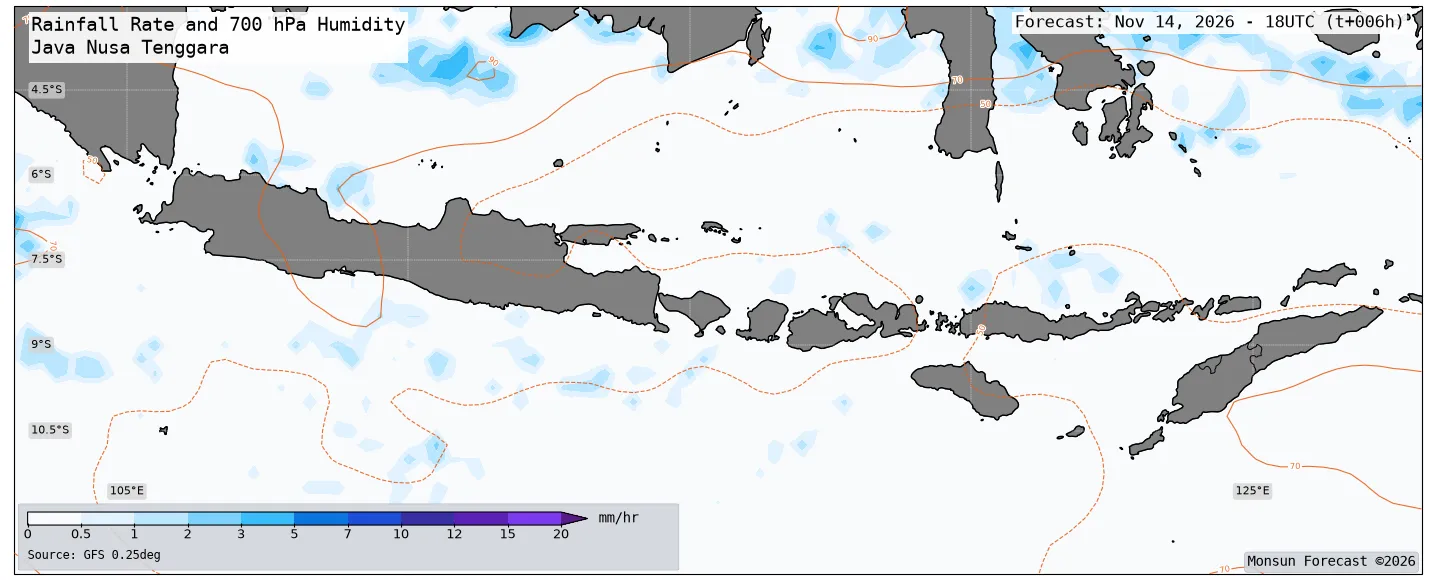 Rainfall Rate and 700 hPa Humidity
Java Nusa Tenggara
Forecast: Nov 14, 2026 - 18UTC (t+006h)
90
90
70
50
4.5°S
50
6°S
70
7.5°S
50
9°S
10.5°S
70
105°E
125°E
mm/hr
0 0.5 1 2 3 5 7 10 12 15 20
Source: GFS 0.25deg
Monsun Forecast ©2026
70